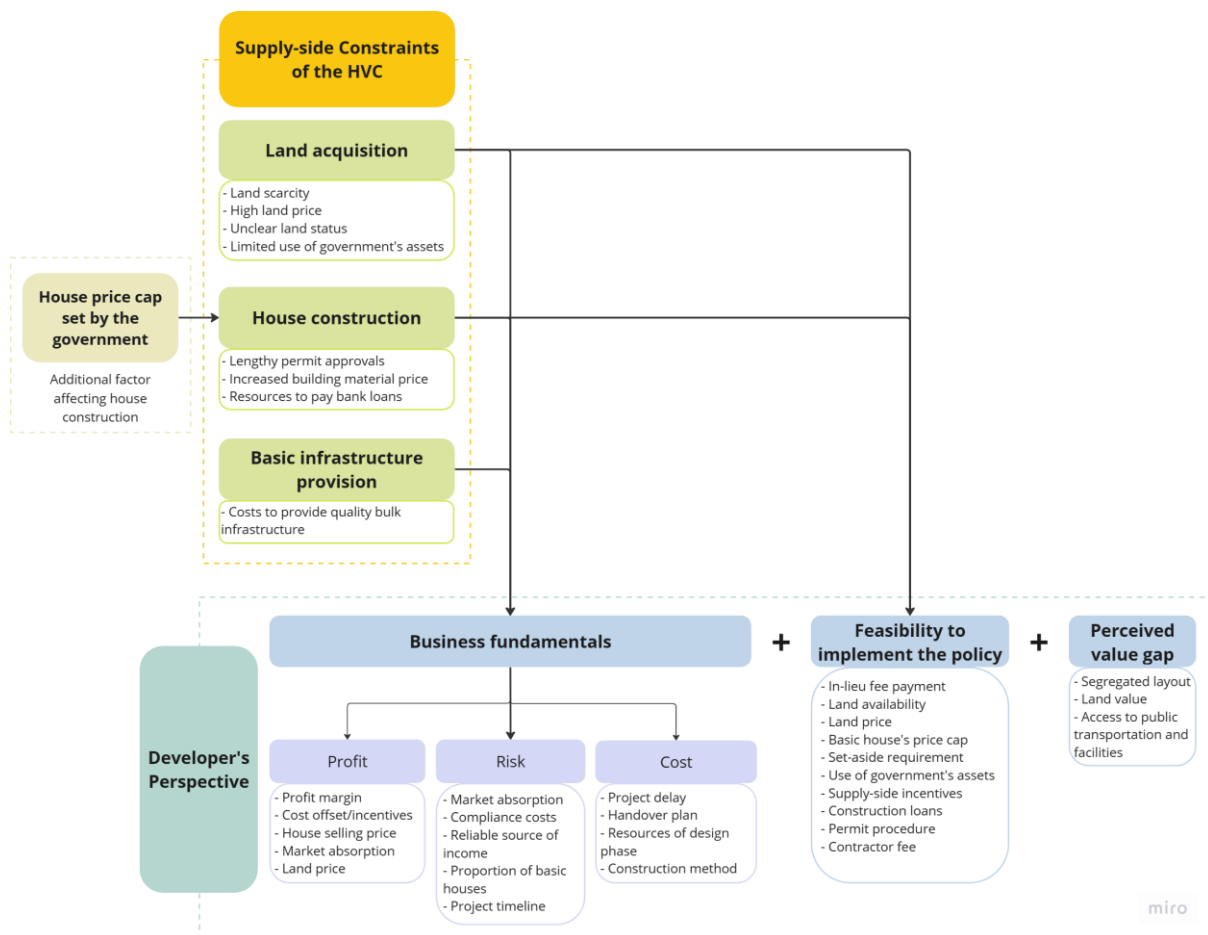 Supply-side Constraints
of the HVC
Land acquisition
- Land scarcity
- High land price
- Unclear land status
- Limited use of government's assets
House price cap
set by the
government
Additional factor
affecting house
construction
House construction
- Lengthy permit approvals
- Increased building material price
- Resources to pay bank loans
Basic infrastructure
provision
- Costs to provide quality bulk
infrastructure
Developer's
Perspective
Business fundamentals
+
Feasibility to
implement the policy
+
Perceived
value gap
Profit
- Profit margin
- Cost offset/incentives
- House selling price
- Market absorption
- Land price
Risk
- Market absorption
- Compliance costs
- Reliable source of
income
- Proportion of basic
houses
- Project timeline
Cost
- Project delay
- Handover plan
- Resources of design
phase
- Construction method
- In-lieu fee payment
- Land availability
- Land price
- Basic house's price cap
- Set-aside requirement
- Use of government's assets
- Supply-side incentives
- Construction loans
- Permit procedure
- Contractor fee
- Segregated layout
- Land value
- Access to public
transportation and
facilities
miro